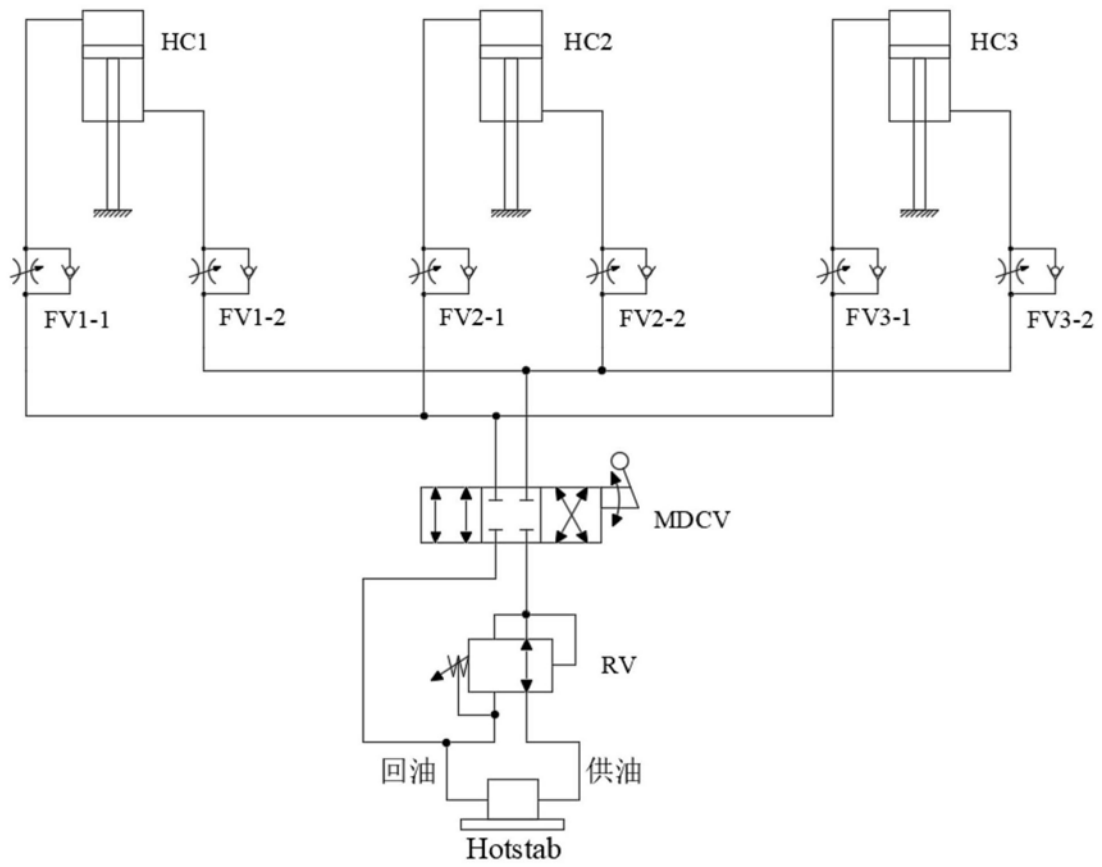 HC1
HC2
HC3
FV1-1
FV1-2
FV2-1
FV2-2
FV3-1
FV3-2
MDCV
RV
回油
供油
Hotstab